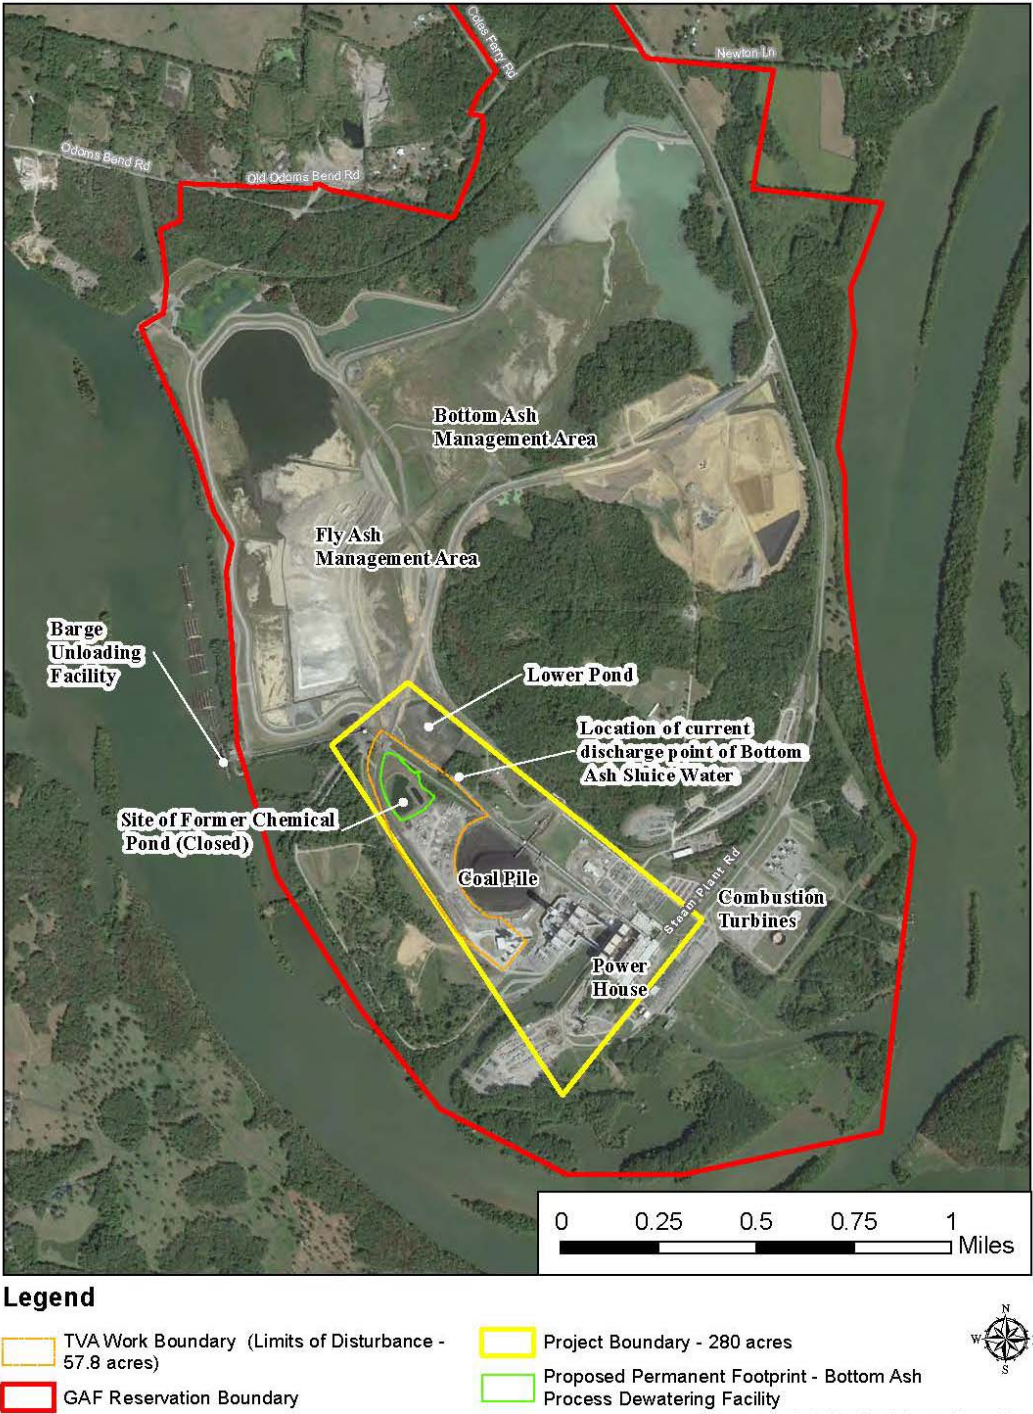 Coles Ferry Rd
Newton Ln
Odoms Bend Rd
Old Odoms Bend Rd
Bottom Ash
Management Area
Fly Ash
Management Area
Barge
Unloading
Facility
Lower Pond
Location of current
discharge point of Bottom
Ash Sluice Water
Site of Former Chemical
Pond (Closed)
Coal Pile
Steam Plant Rd
Combustion
Turbines
Power
House
0 0.25 0.5 0.75 1
Miles
Legend
TVA Work Boundary (Limits of Disturbance -
57.8 acres)
GAF Reservation Boundary
Project Boundary - 280 acres
Proposed Permanent Footprint - Bottom Ash
Process Dewatering Facility
N
W
E
S